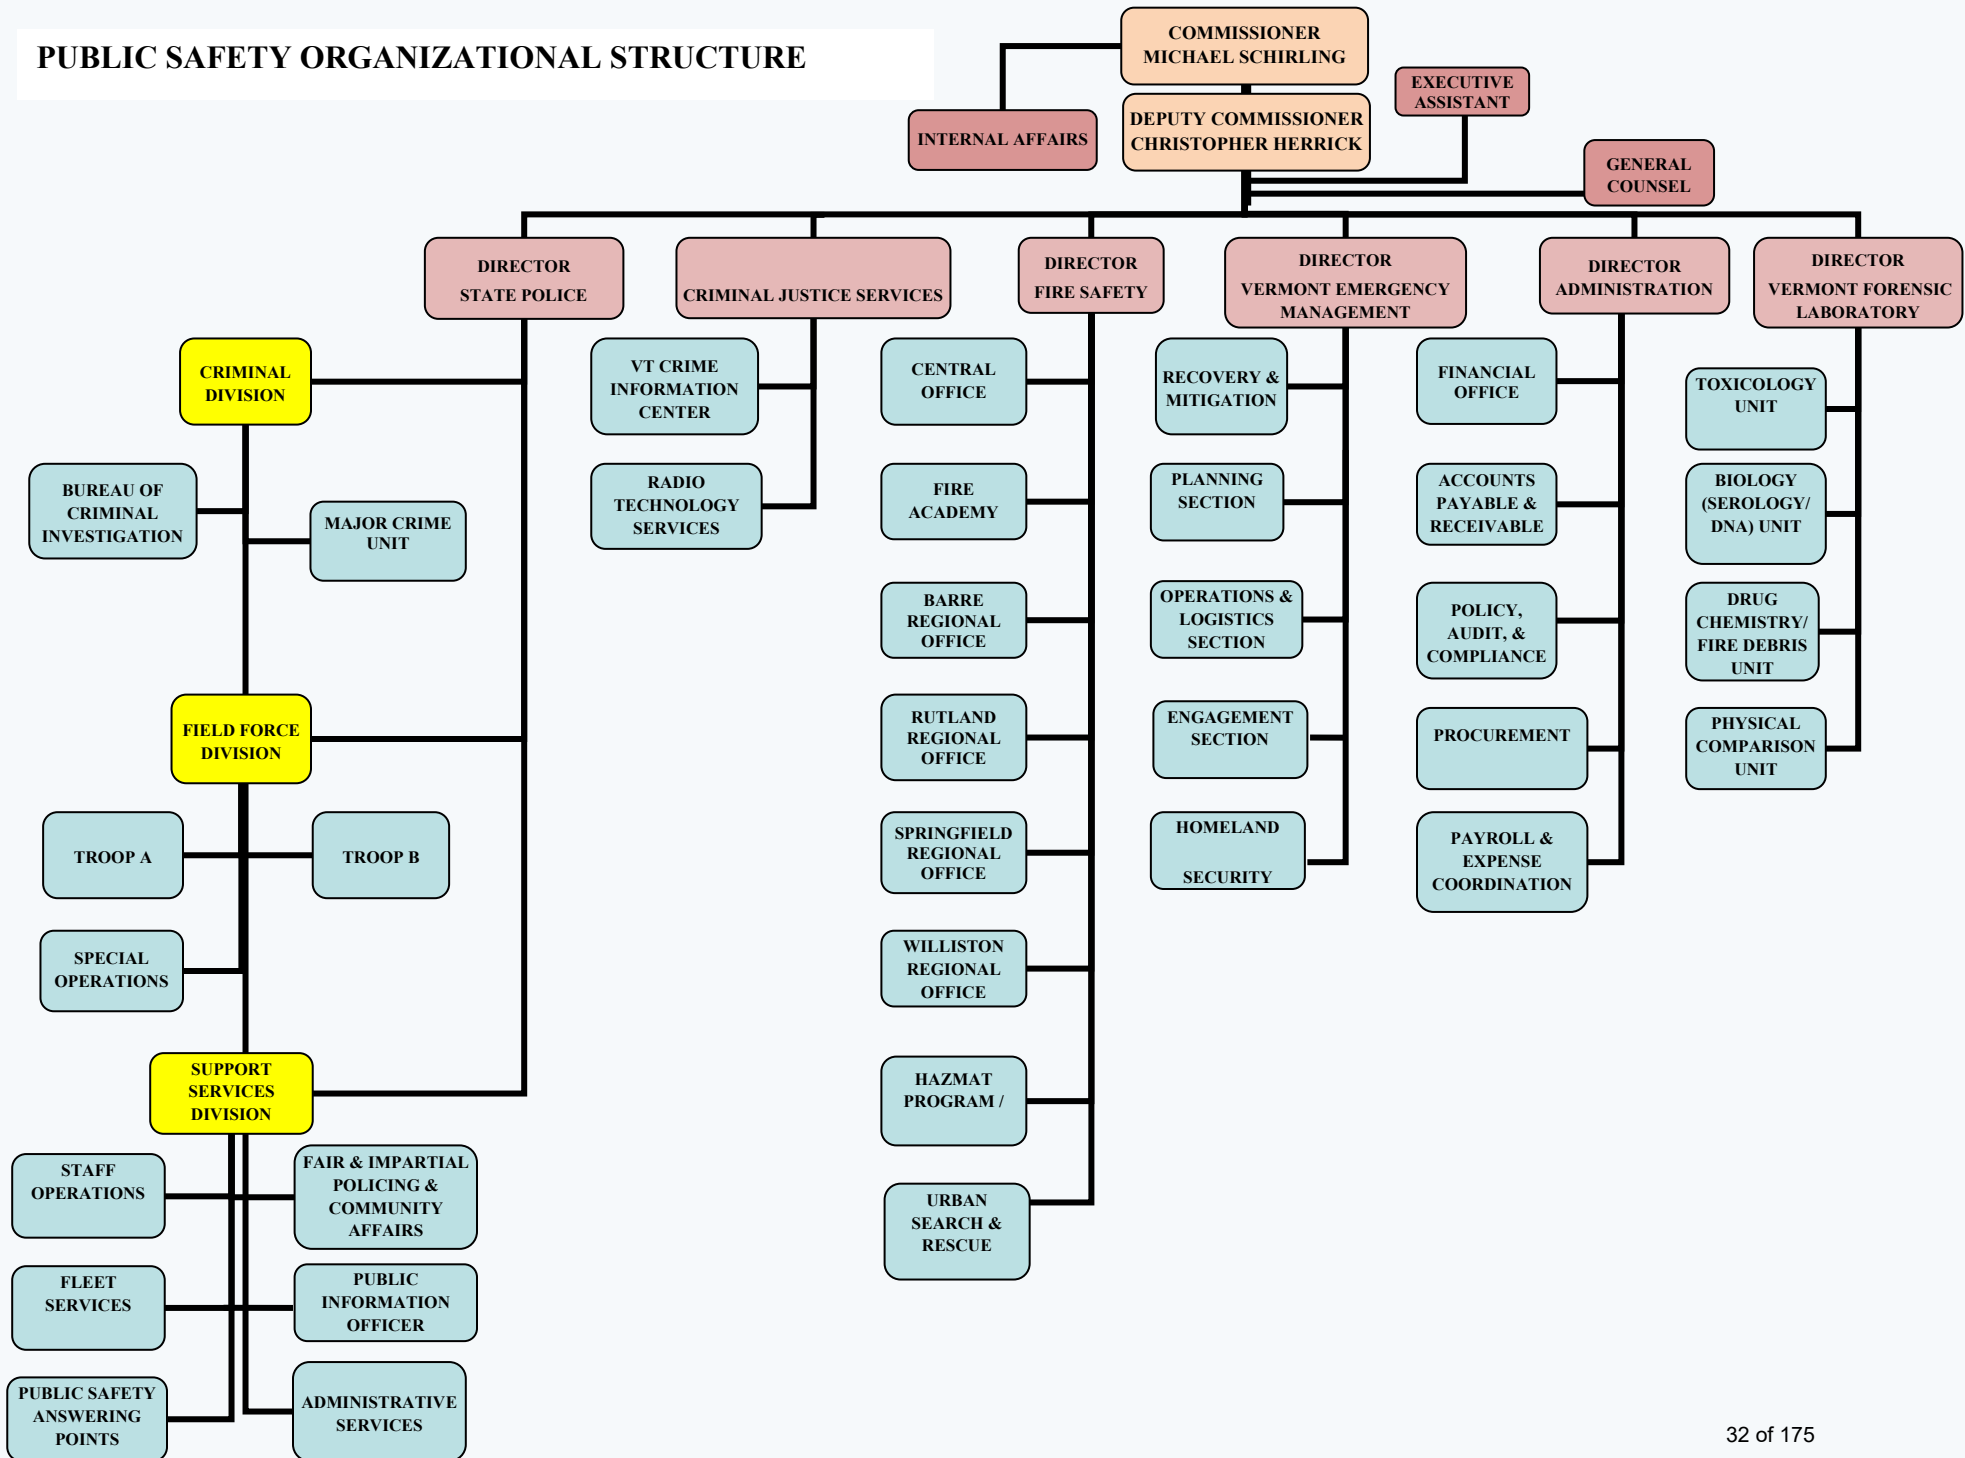 PUBLIC SAFETY ORGANIZATIONAL STRUCTURE
COMMISSIONER
MICHAEL SCHIRLING
EXECUTIVE
ASSISTANT
INTERNAL AFFAIRS
DEPUTY COMMISSIONER
CHRISTOPHER HERRICK
GENERAL
COUNSEL
DIRECTOR
STATE POLICE
CRIMINAL JUSTICE SERVICES
DIRECTOR
FIRE SAFETY
DIRECTOR
VERMONT EMERGENCY
MANAGEMENT
DIRECTOR
ADMINISTRATION
DIRECTOR
VERMONT FORENSIC
LABORATORY
CRIMINAL
DIVISION
BUREAU OF
CRIMINAL
INVESTIGATION
MAJOR CRIME
UNIT
FIELD FORCE
DIVISION
TROOP A
TROOP B
SPECIAL
OPERATIONS
SUPPORT
SERVICES
DIVISION
STAFF
OPERATIONS
FAIR & IMPARTIAL
POLICING &
COMMUNITY
AFFAIRS
FLEET
SERVICES
PUBLIC
INFORMATION
OFFICER
PUBLIC SAFETY
ANSWERING
POINTS
ADMINISTRATIVE
SERVICES
VT CRIME
INFORMATION
CENTER
RADIO
TECHNOLOGY
SERVICES
CENTRAL
OFFICE
FIRE
ACADEMY
BARRE
REGIONAL
OFFICE
RUTLAND
REGIONAL
OFFICE
SPRINGFIELD
REGIONAL
OFFICE
WILLISTON
REGIONAL
OFFICE
HAZMAT
PROGRAM /
URBAN
SEARCH &
RESCUE
RECOVERY &
MITIGATION
PLANNING
SECTION
OPERATIONS &
LOGISTICS
SECTION
ENGAGEMENT
SECTION
HOMELAND
SECURITY
FINANCIAL
OFFICE
ACCOUNTS
PAYABLE &
RECEIVABLE
POLICY,
AUDIT, &
COMPLIANCE
PROCUREMENT
PAYROLL &
EXPENSE
COORDINATION
TOXICOLOGY
UNIT
BIOLOGY
(SEROLOGY/
DNA) UNIT
DRUG
CHEMISTRY/
FIRE DEBRIS
UNIT
PHYSICAL
COMPARISON
UNIT
32 of 175